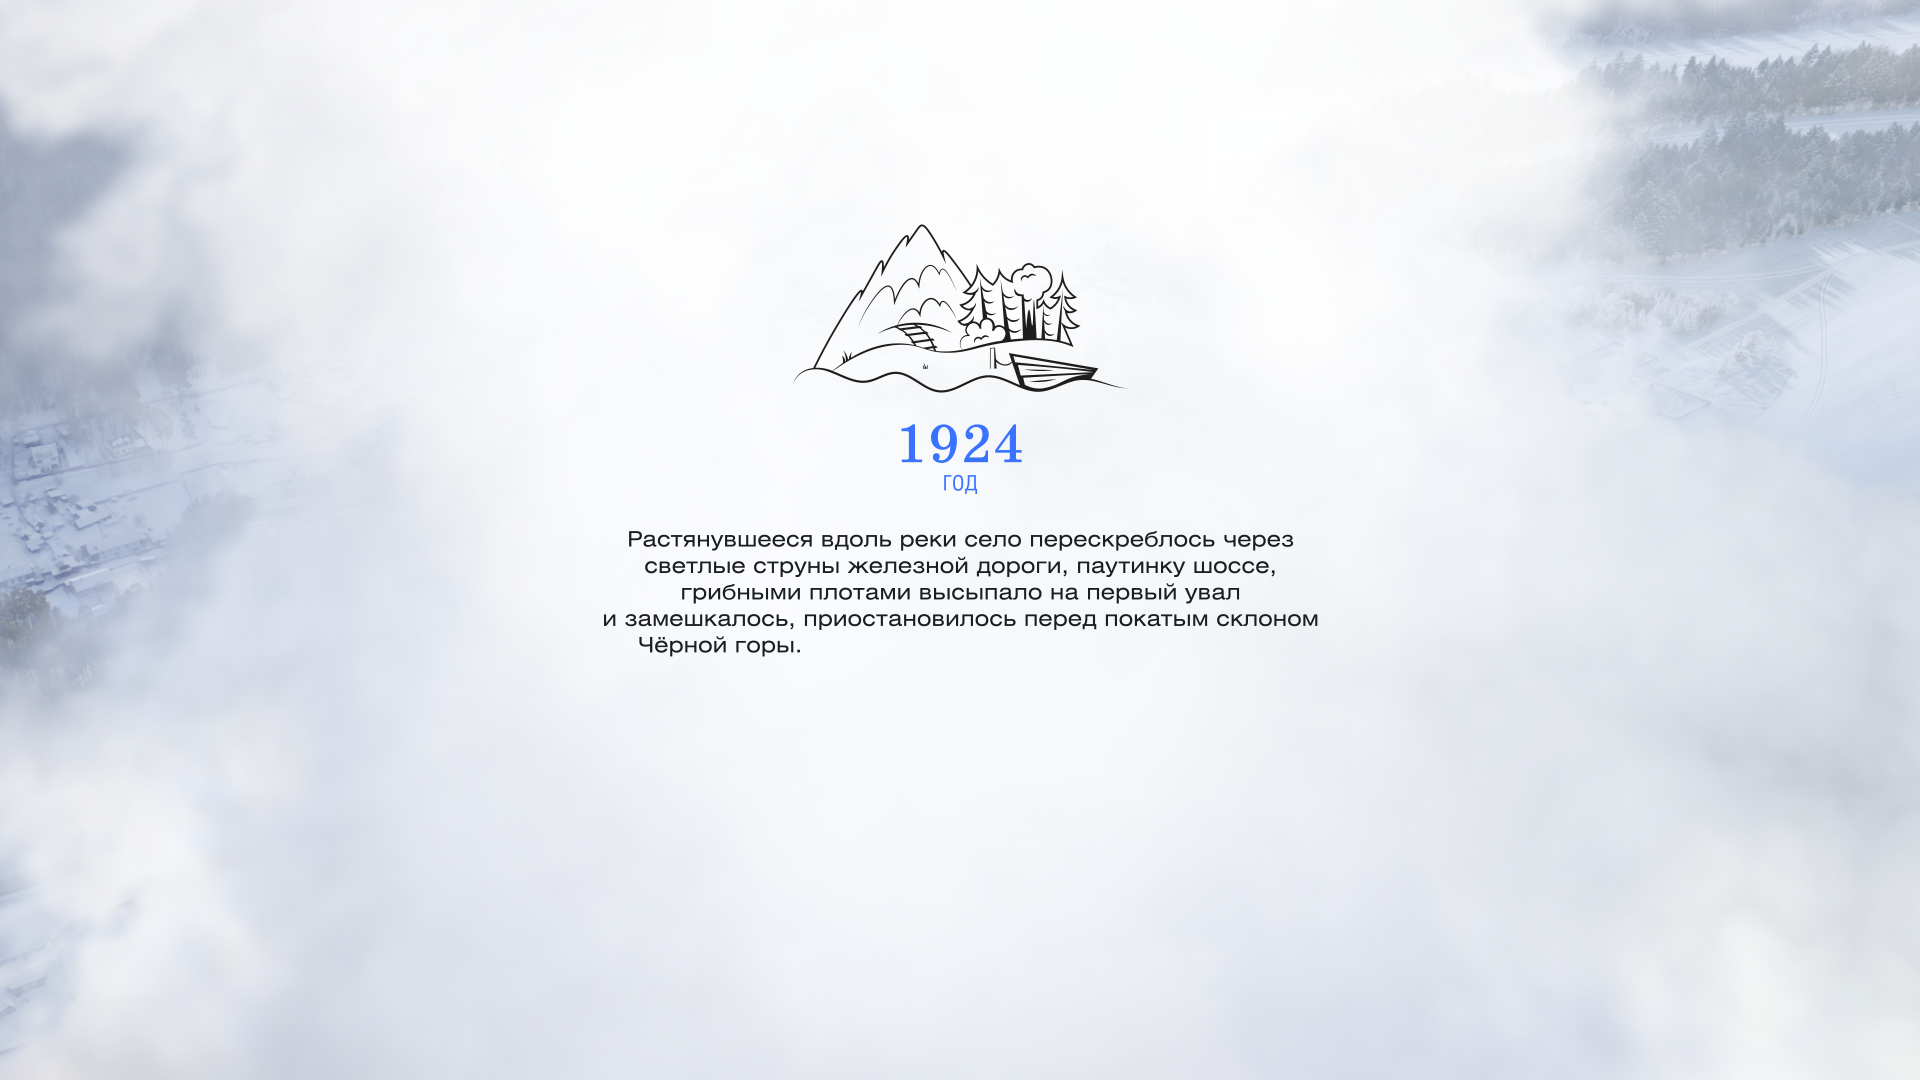 1924
ГОД
Растянувшееся вдоль реки село перескреблось через
светлые струны железной дороги, паутинку шоссе,
грибными плотами высыпало на первый увал
и замешкалось, приостановилось перед покатым склоном
Чёрной горы.